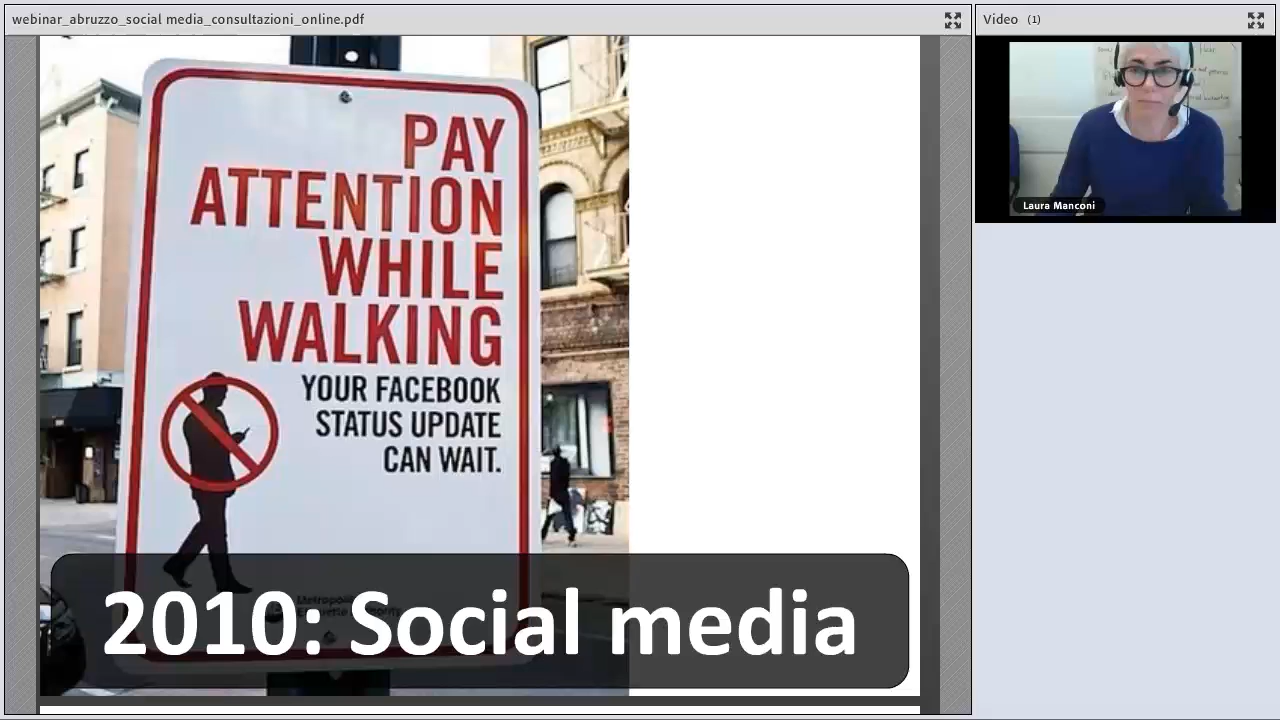 webinar_abruzzo_social media_consultazioni_online.pdf
Video (1)
PAY
ATTENTION
WHILE
WALKING
YOUR FACEBOOK
STATUS UPDATE
CAN WAIT.
2010: Social media
Laura Manconi